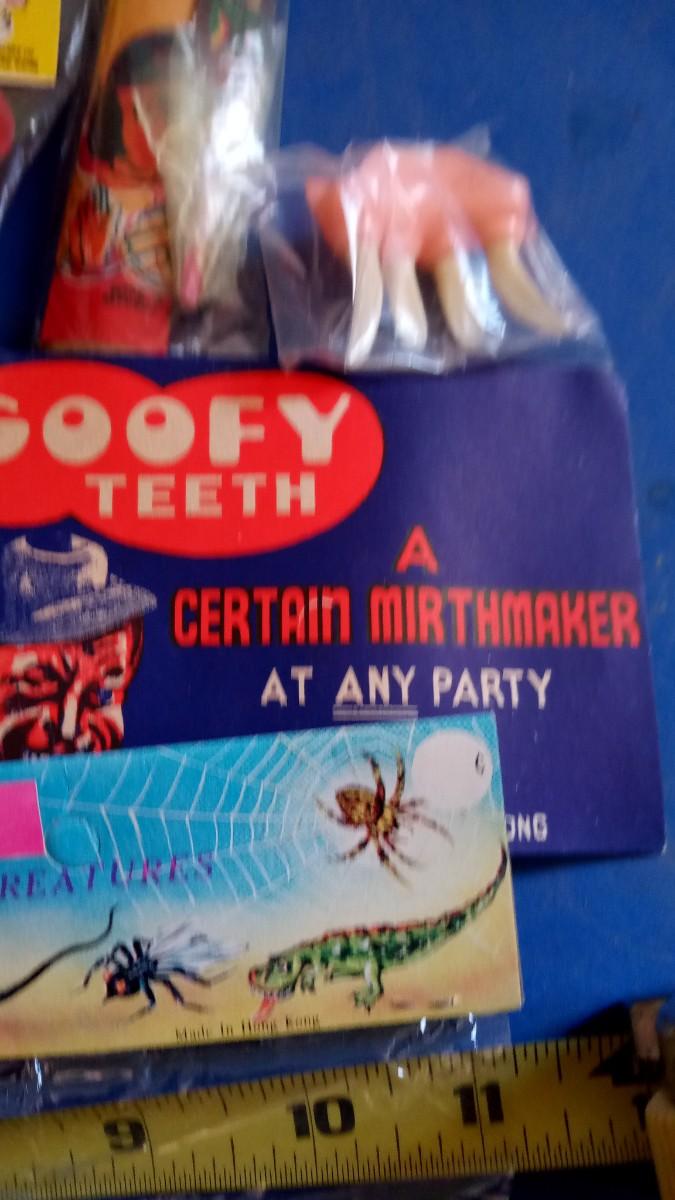 GOOFY
TEETH
A
CERTAIN MIRTHMAKER
AT ANY PARTY
ONG
REATURES
Made In Hong Kong
9 10 11